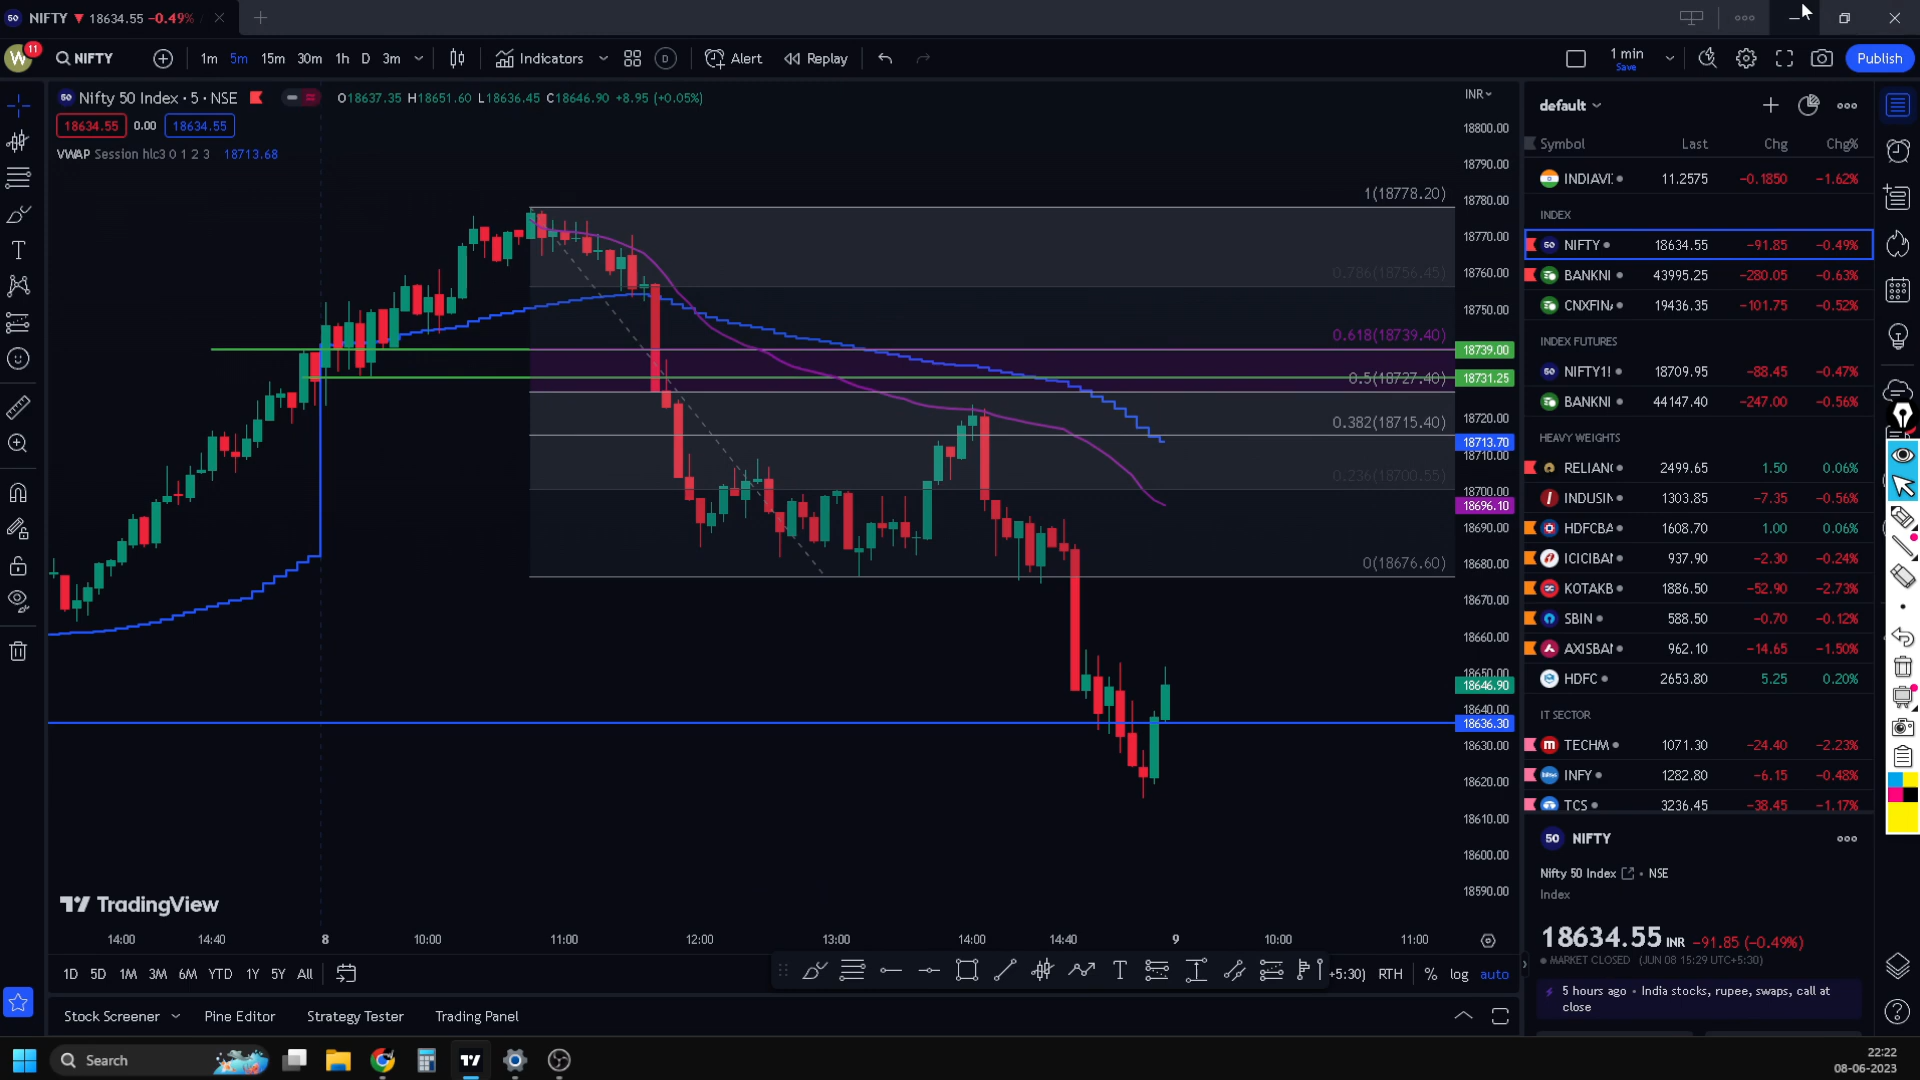 NIFTY ▼ 18634.55 −0.49%
W 11 NIFTY 1m 5m 15m 30m 1h D 3m Indicators D Alert Replay 1 min Save Publish
Nifty 50 Index · 5 · NSE O18637.35 H18651.60 L18636.45 C18646.90 +8.95 (+0.05%)
18634.55 0.00 18634.55
VWAP Session hlc3 0 1 2 3 18713.68
1(18778.20)
0.786(18756.45)
0.618(18739.40)
0.5(18727.40)
0.382(18715.40)
0.236(18700.55)
0(18676.60)
INR
18800.00
18790.00
18780.00
18770.00
18760.00
18750.00
18739.00
18731.25
18720.00
18713.70
18710.00
18700.00
18696.10
18690.00
18680.00
18670.00
18660.00
18650.00
18646.90
18640.00
18636.30
18630.00
18620.00
18610.00
18600.00
18590.00
TradingView
14:00 14:40 8 10:00 11:00 12:00 13:00 14:00 14:40 9 10:00 11:00
1D 5D 1M 3M 6M YTD 1Y 5Y All +5:30) RTH % log auto
Stock Screener Pine Editor Strategy Tester Trading Panel
default
Symbol Last Chg Chg%
INDIAVI 11.2575 −0.1850 −1.62%
INDEX
NIFTY 18634.55 −91.85 −0.49%
BANKNI 43995.25 −280.05 −0.63%
CNXFIN 19436.35 −101.75 −0.52%
INDEX FUTURES
NIFTY1! 18709.95 −88.45 −0.47%
BANKNI 44147.40 −247.00 −0.56%
HEAVY WEIGHTS
RELIANC 2499.65 1.50 0.06%
INDUSIN 1303.85 −7.35 −0.56%
HDFCBA 1608.70 1.00 0.06%
ICICIBAN 937.90 −2.30 −0.24%
KOTAKB 1886.50 −52.90 −2.73%
SBIN 588.50 −0.70 −0.12%
AXISBAN 962.10 −14.65 −1.50%
HDFC 2653.80 5.25 0.20%
IT SECTOR
TECHM 1071.30 −24.40 −2.23%
INFY 1282.80 −6.15 −0.48%
TCS 3236.45 −38.45 −1.17%
50 NIFTY
Nifty 50 Index · NSE
Index
18634.55 INR −91.85 (−0.49%)
MARKET CLOSED (JUN 08 15:29 UTC+5:30)
5 hours ago · India stocks, rupee, swaps, call at
close
Search
22:22
08-06-2023